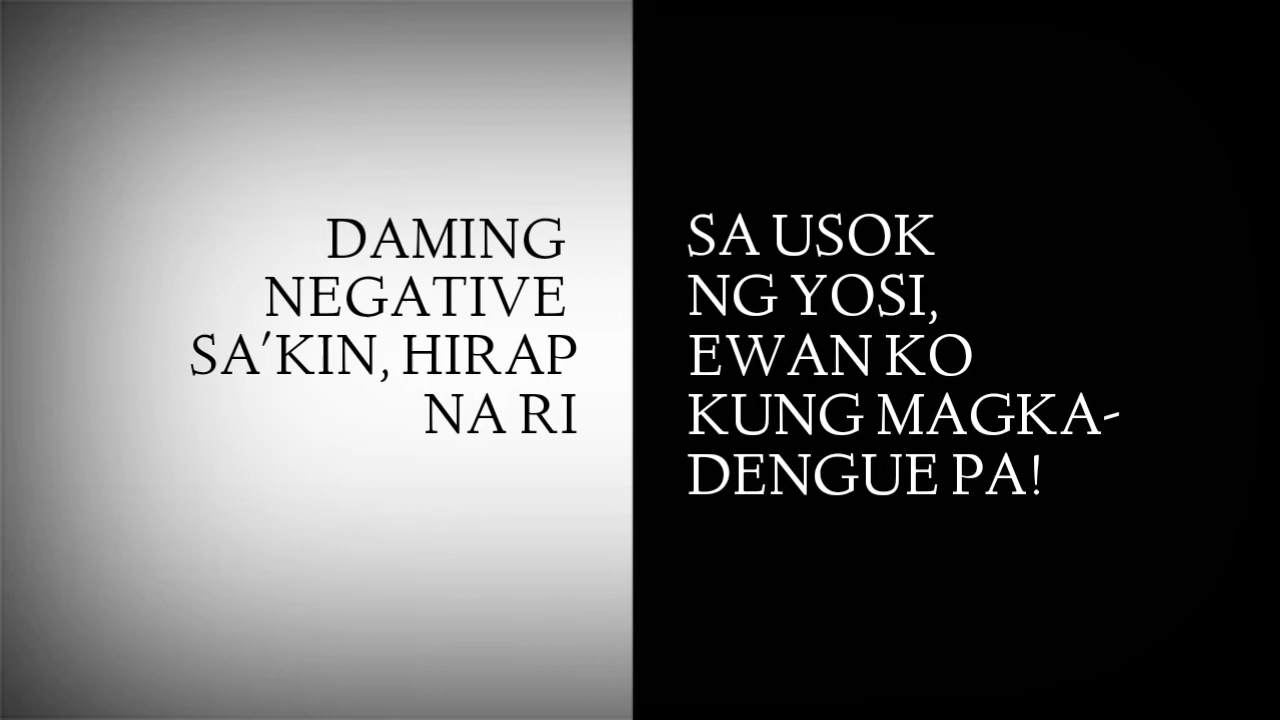 DAMING
NEGATIVE
SA'KIN, HIRAP
NA RI
SA USOK
NG YOSI,
EWAN KO
KUNG MAGKA-
DENGUE PA!